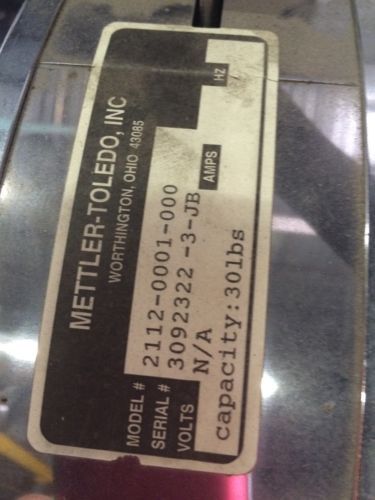 METTLER-TOLEDO, INC
WORTHINGTON, OHIO 43085
MODEL # 2112-0001-000
SERIAL # 3092322 -3-JB
VOLTS N/A AMPS HZ
capacity:30lbs